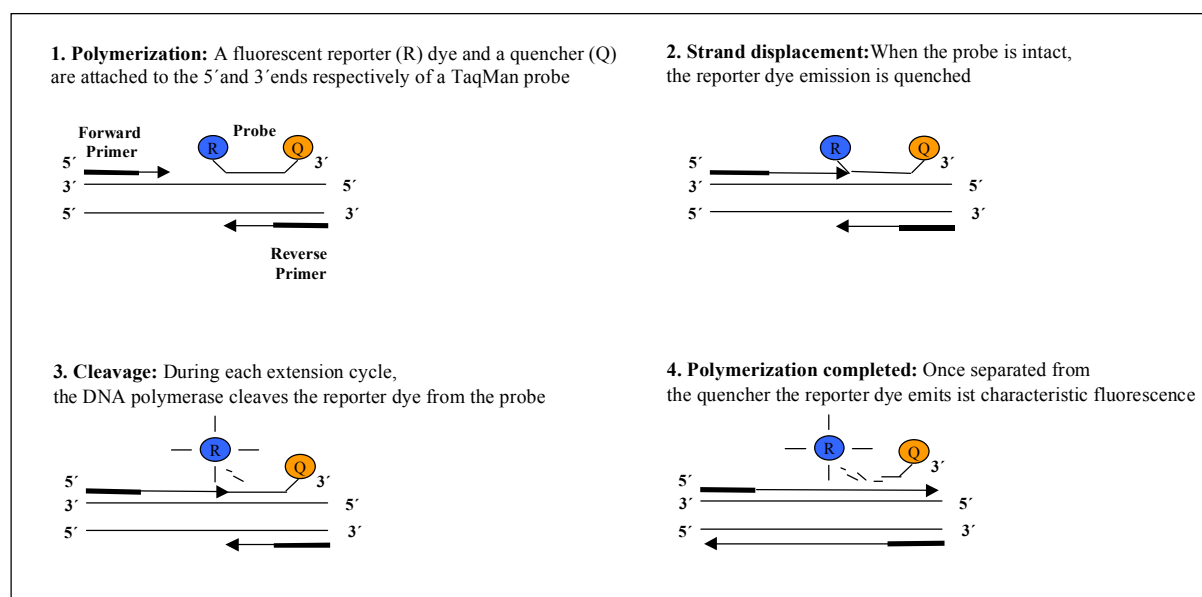 1. Polymerization: A fluorescent reporter (R) dye and a quencher (Q)
are attached to the 5´and 3´ends respectively of a TaqMan probe
Forward
Primer
Probe
R
Q
5´
3´
3´
5´
5´
3´
Reverse
Primer
2. Strand displacement:When the probe is intact,
the reporter dye emission is quenched
R
Q
5´
3´
3´
5´
5´
3´
3. Cleavage: During each extension cycle,
the DNA polymerase cleaves the reporter dye from the probe
R
Q
5´
3´
3´
5´
5´
3´
4. Polymerization completed: Once separated from
the quencher the reporter dye emits ist characteristic fluorescence
R
Q
5´
3´
3´
5´
5´
3´